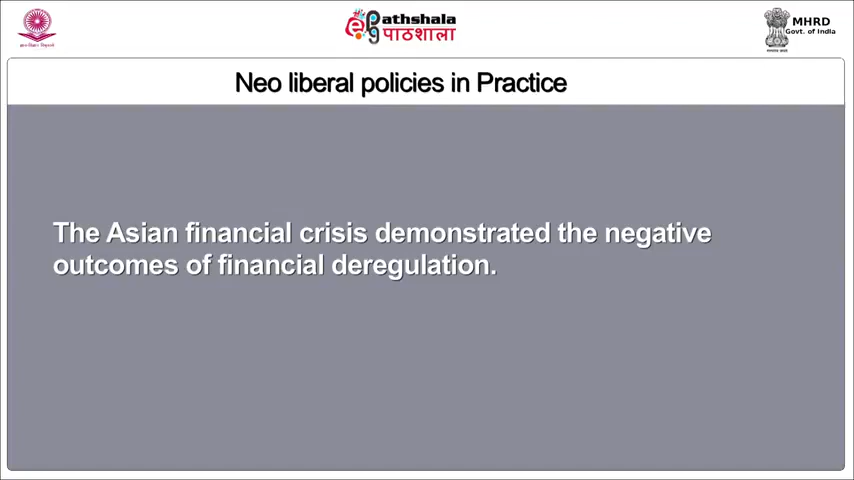 ePathshala
पाठशाला
MHRD
Govt. of India
Neo liberal policies in Practice
The Asian financial crisis demonstrated the negative
outcomes of financial deregulation.